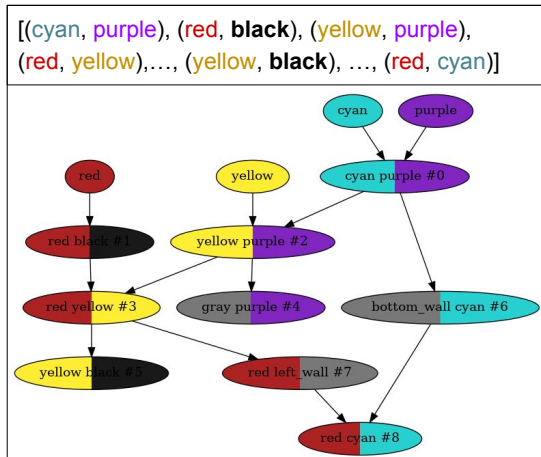 [(cyan, purple), (red, black), (yellow, purple),
(red, yellow),…, (yellow, black), …, (red, cyan)]
cyan purple
red yellow cyan purple #0
red black #1 yellow purple #2
red yellow #3 gray purple #4 bottom_wall cyan #6
yellow black #5 red left_wall #7
red cyan #8